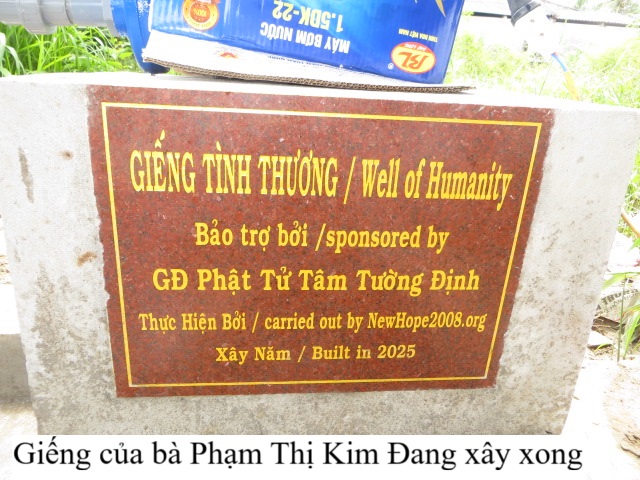 MÁY BƠM NƯỚC
1.5DK-22
BL
GIẾNG TÌNH THƯƠNG / Well of Humanity
Bảo trợ bởi /sponsored by
GĐ Phật Tử Tâm Tường Định
Thực Hiện Bởi / carried out by NewHope2008.org
Xây Năm / Built in 2025
Giếng của bà Phạm Thị Kim Đang xây xong